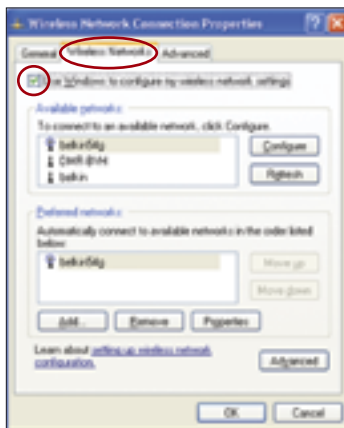 Wireless Network Connection Properties
General Wireless Networks Advanced
Use Windows to configure my wireless network settings
Available networks:
To connect to an available network, click Configure.
belkin54g
belkin
Configure
Refresh
Preferred networks:
Automatically connect to available networks in the order listed
below:
belkin54g
Move up
Move down
Add...
Remove
Properties
Learn about setting up wireless network
configuration.
Advanced
OK
Cancel